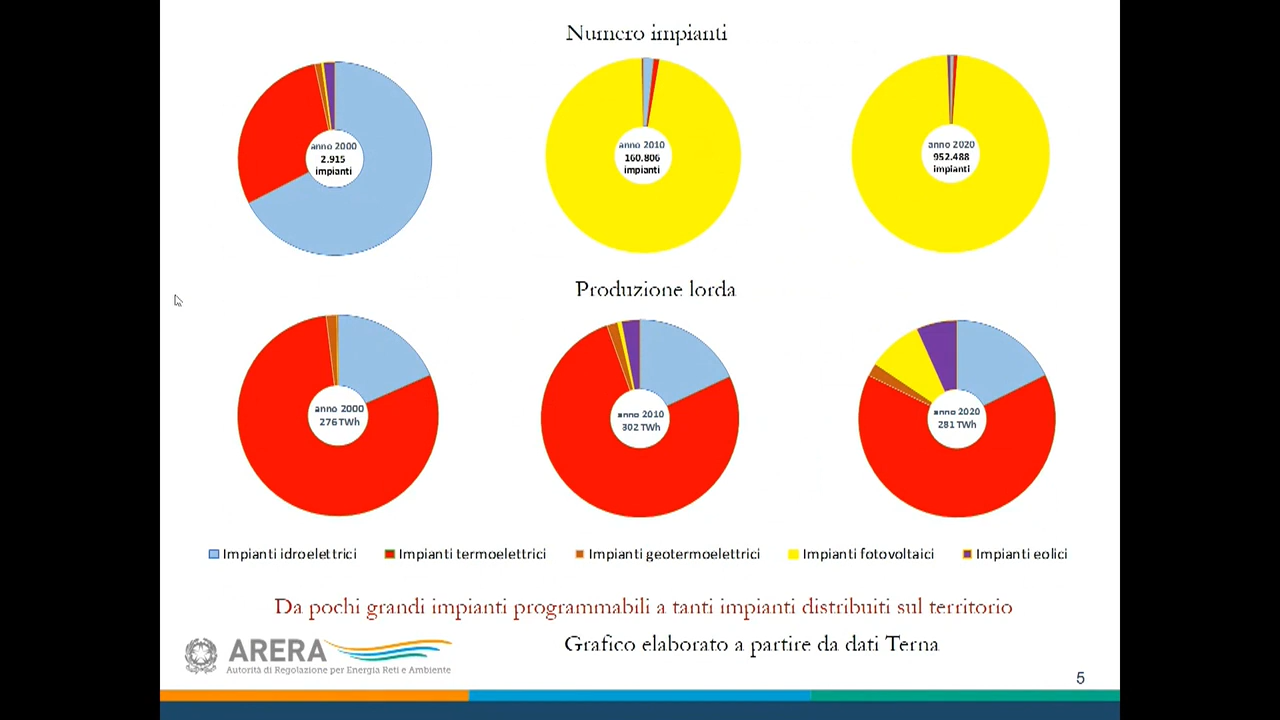 Numero impianti
anno 2000
2.915
impianti
anno 2010
160.806
impianti
anno 2020
952.488
impianti
Produzione lorda
anno 2000
276 TWh
anno 2010
302 TWh
anno 2020
281 TWh
Impianti idroelettrici
Impianti termoelettrici
Impianti geotermoelettrici
Impianti fotovoltaici
Impianti eolici
Da pochi grandi impianti programmabili a tanti impianti distribuiti sul territorio
Grafico elaborato a partire da dati Terna
ARERA
Autorità di Regolazione per Energia Reti e Ambiente
5